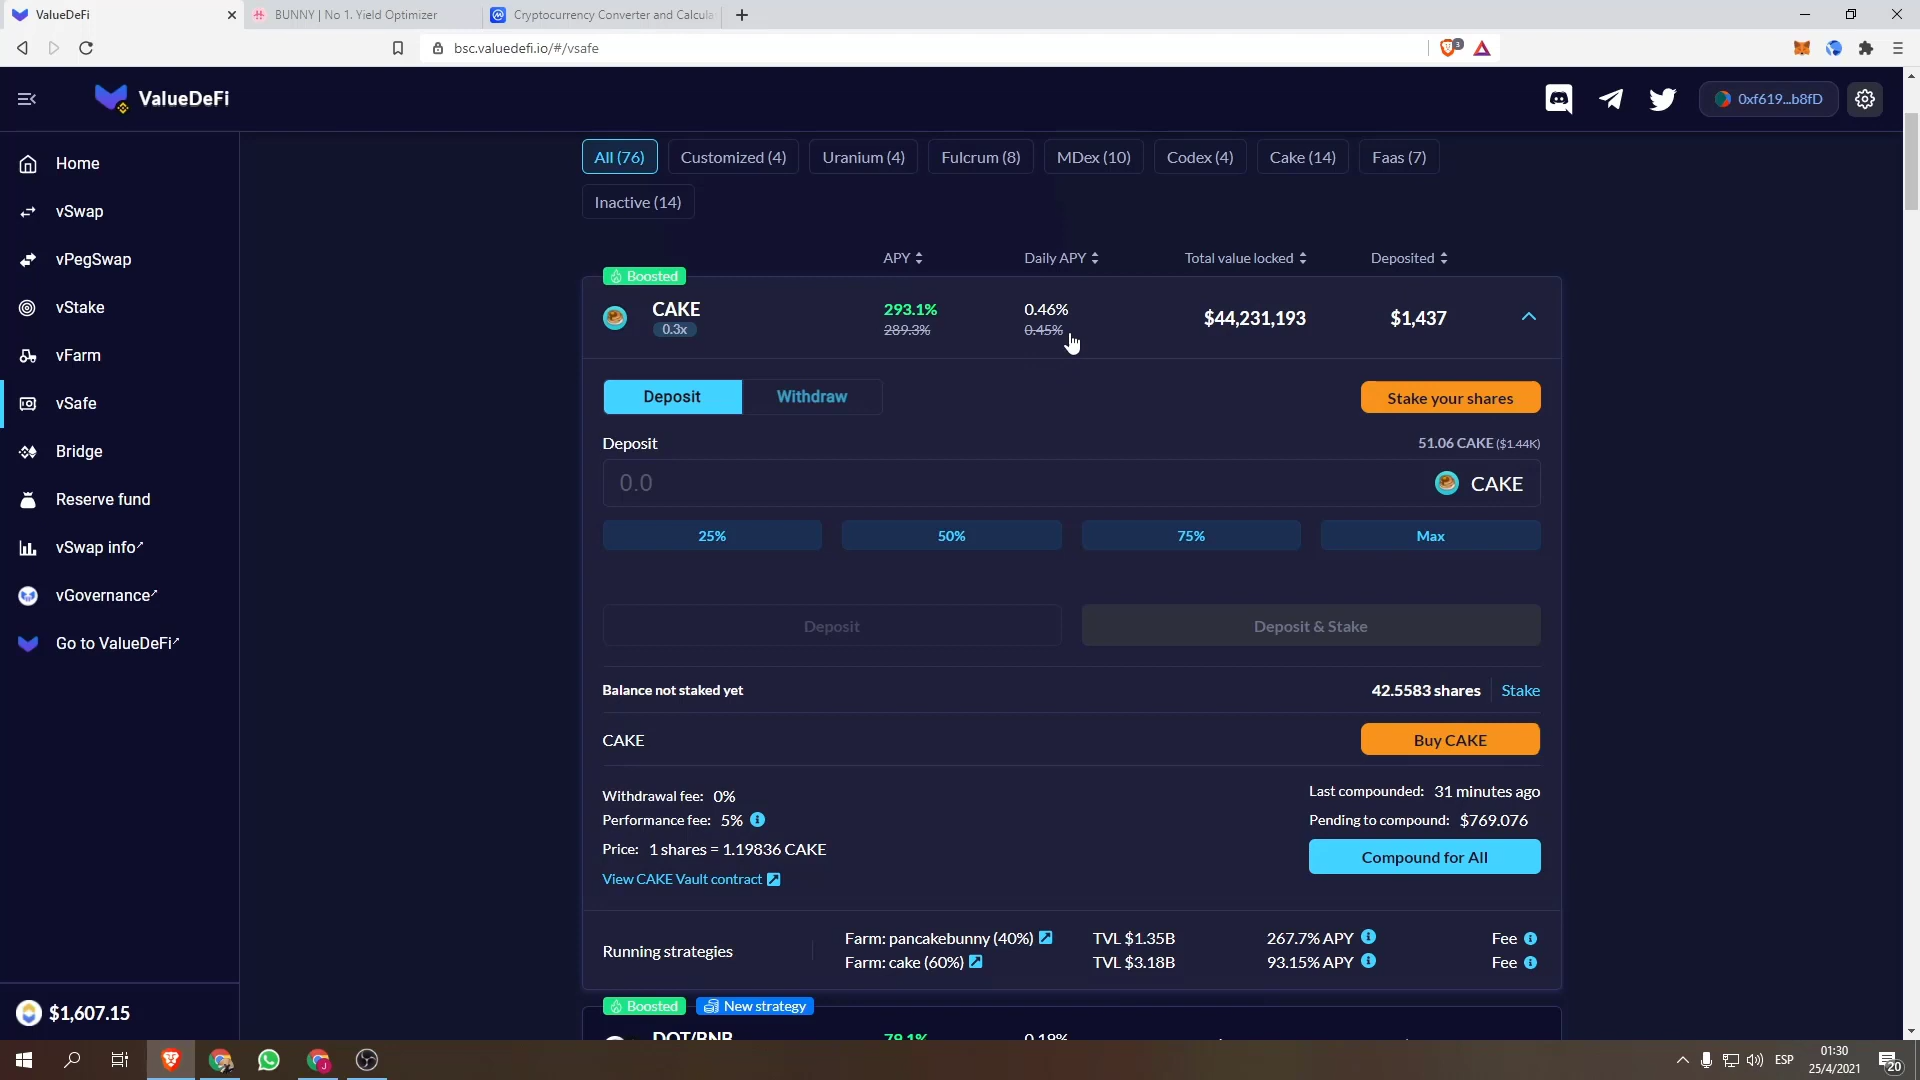 ValueDeFi
BUNNY | No 1. Yield Optimizer
Cryptocurrency Converter and Calcula
bsc.valuedefi.io/#/vsafe
3
ValueDeFi
0xf619...b8fD
Home
vSwap
vPegSwap
vStake
vFarm
vSafe
Bridge
Reserve fund
vSwap info↗
vGovernance↗
Go to ValueDeFi↗
$1,607.15
All (76)
Customized (4)
Uranium (4)
Fulcrum (8)
MDex (10)
Codex (4)
Cake (14)
Faas (7)
Inactive (14)
APY
Daily APY
Total value locked
Deposited
Boosted
CAKE
0.3x
293.1%
289.3%
0.46%
0.45%
$44,231,193
$1,437
Deposit
Withdraw
Stake your shares
Deposit
51.06 CAKE ($1.44K)
0.0
CAKE
25%
50%
75%
Max
Deposit
Deposit & Stake
Balance not staked yet
42.5583 shares
Stake
CAKE
Buy CAKE
Withdrawal fee: 0%
Performance fee: 5%
Price: 1 shares = 1.19836 CAKE
View CAKE Vault contract
Last compounded: 31 minutes ago
Pending to compound: $769.076
Compound for All
Running strategies
Farm: pancakebunny (40%)
TVL $1.35B
267.7% APY
Fee
Farm: cake (60%)
TVL $3.18B
93.15% APY
Fee
Boosted
New strategy
DOT/BNB
79.1%
0.19%
ESP
01:30
25/4/2021
20